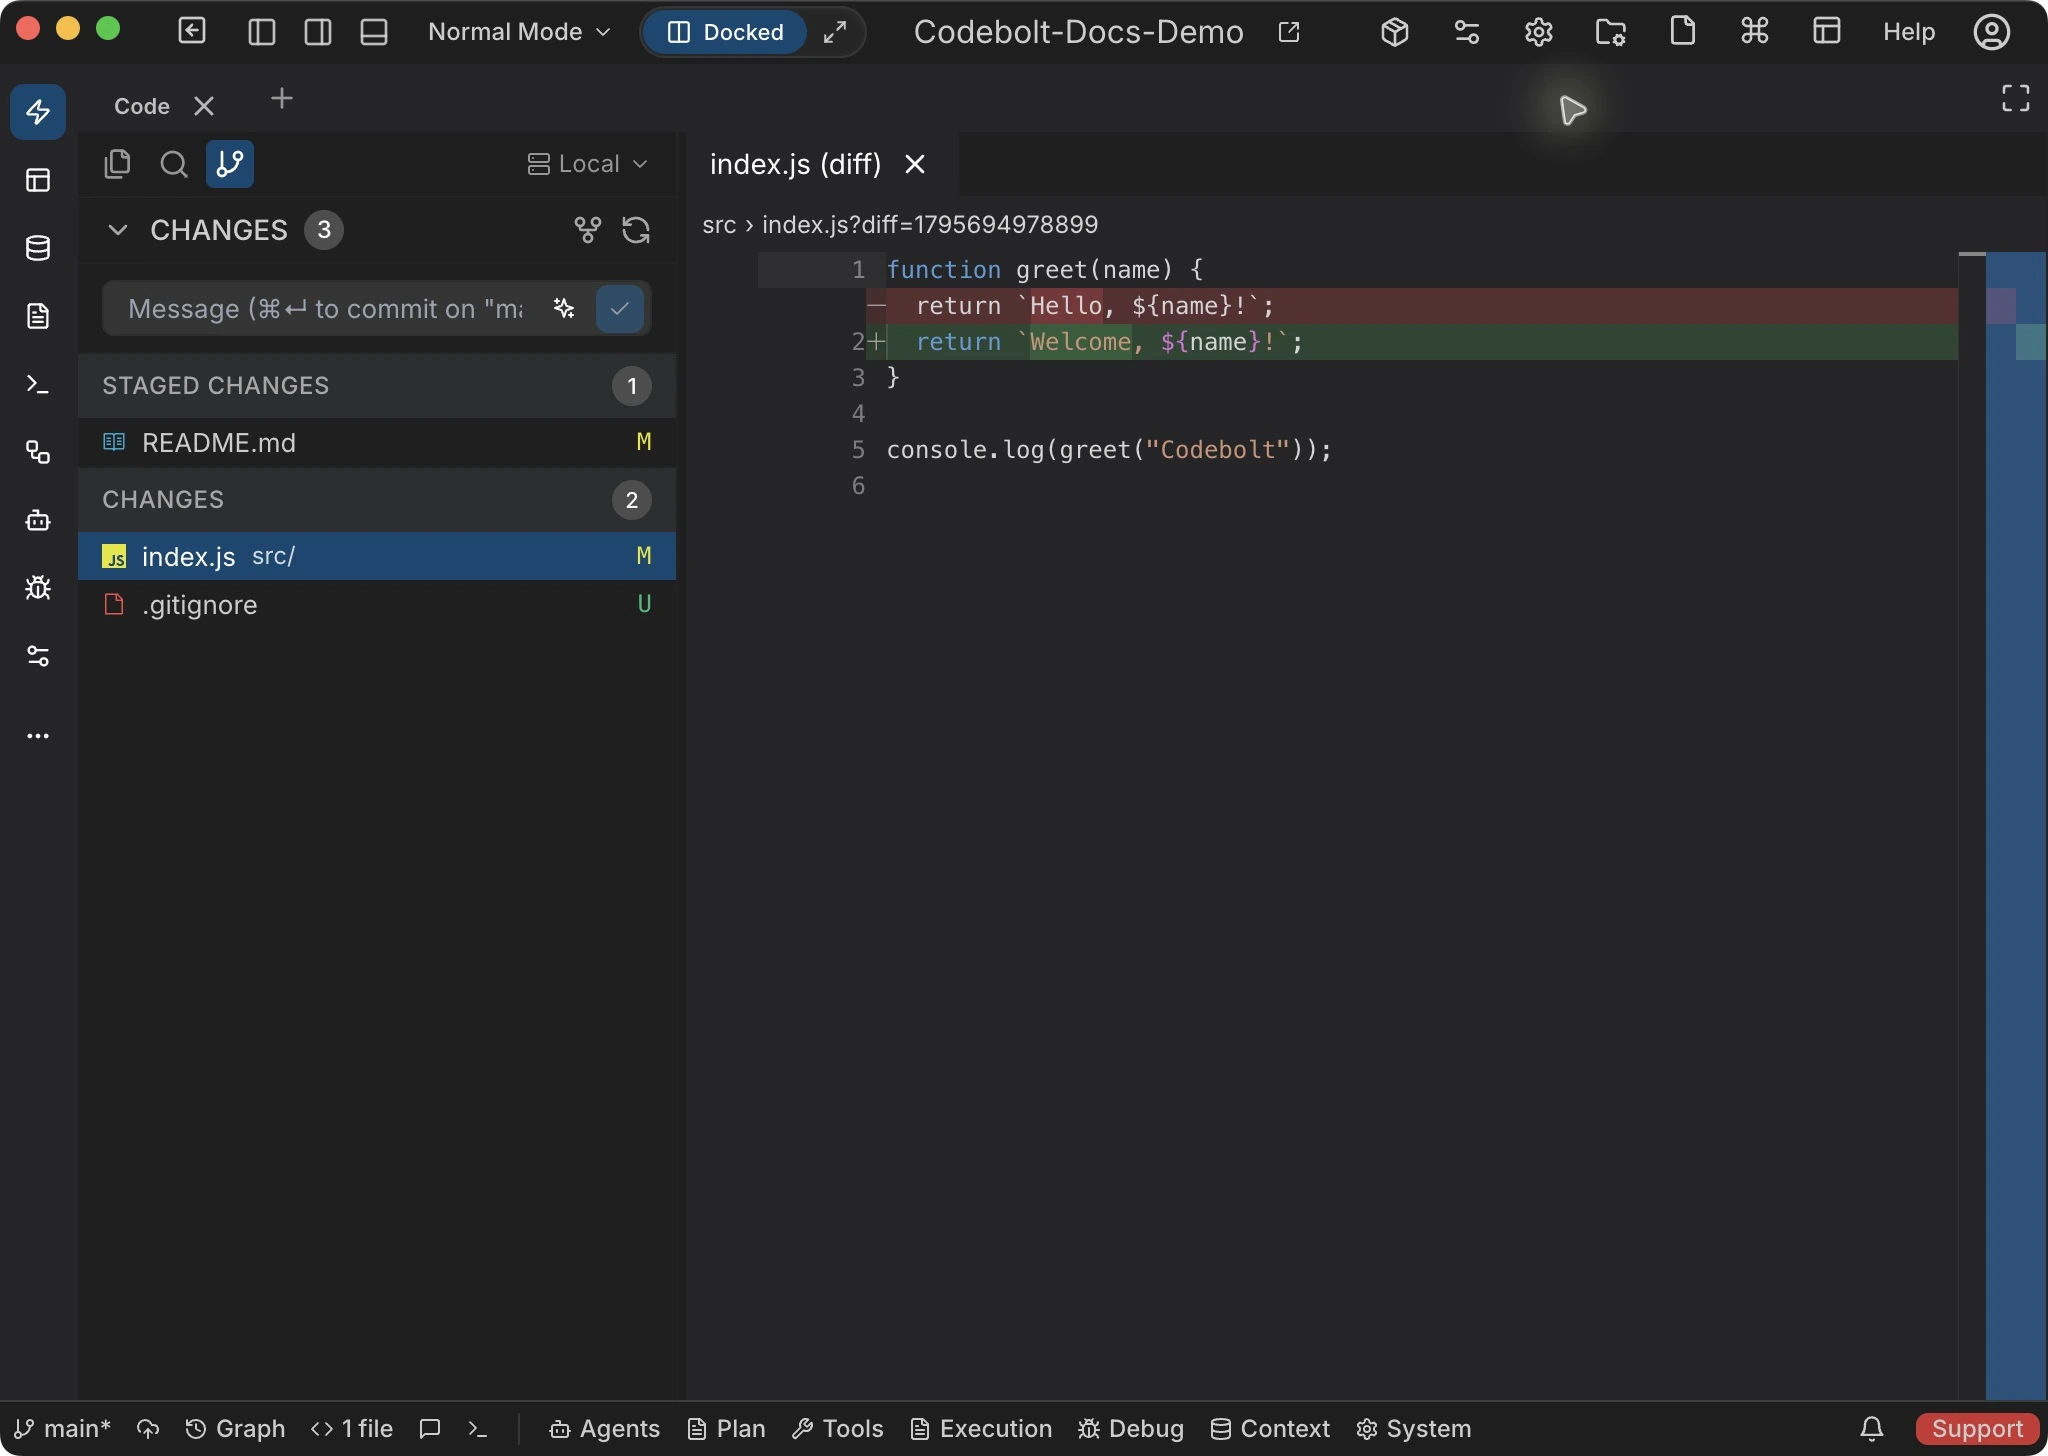 Normal Mode
Docked
Codebolt-Docs-Demo
Help
Code
Local
index.js (diff)
CHANGES 3
src › index.js?diff=1795694978899
Message (⌘↵ to commit on "ma
STAGED CHANGES 1
README.md M
CHANGES 2
JS index.js src/ M
.gitignore U
1 function greet(name) {
— return `Hello, ${name}!`;
2+ return `Welcome, ${name}!`;
3 }
4
5 console.log(greet("Codebolt"));
6
main* Graph <> 1 file Agents Plan Tools Execution Debug Context System Support